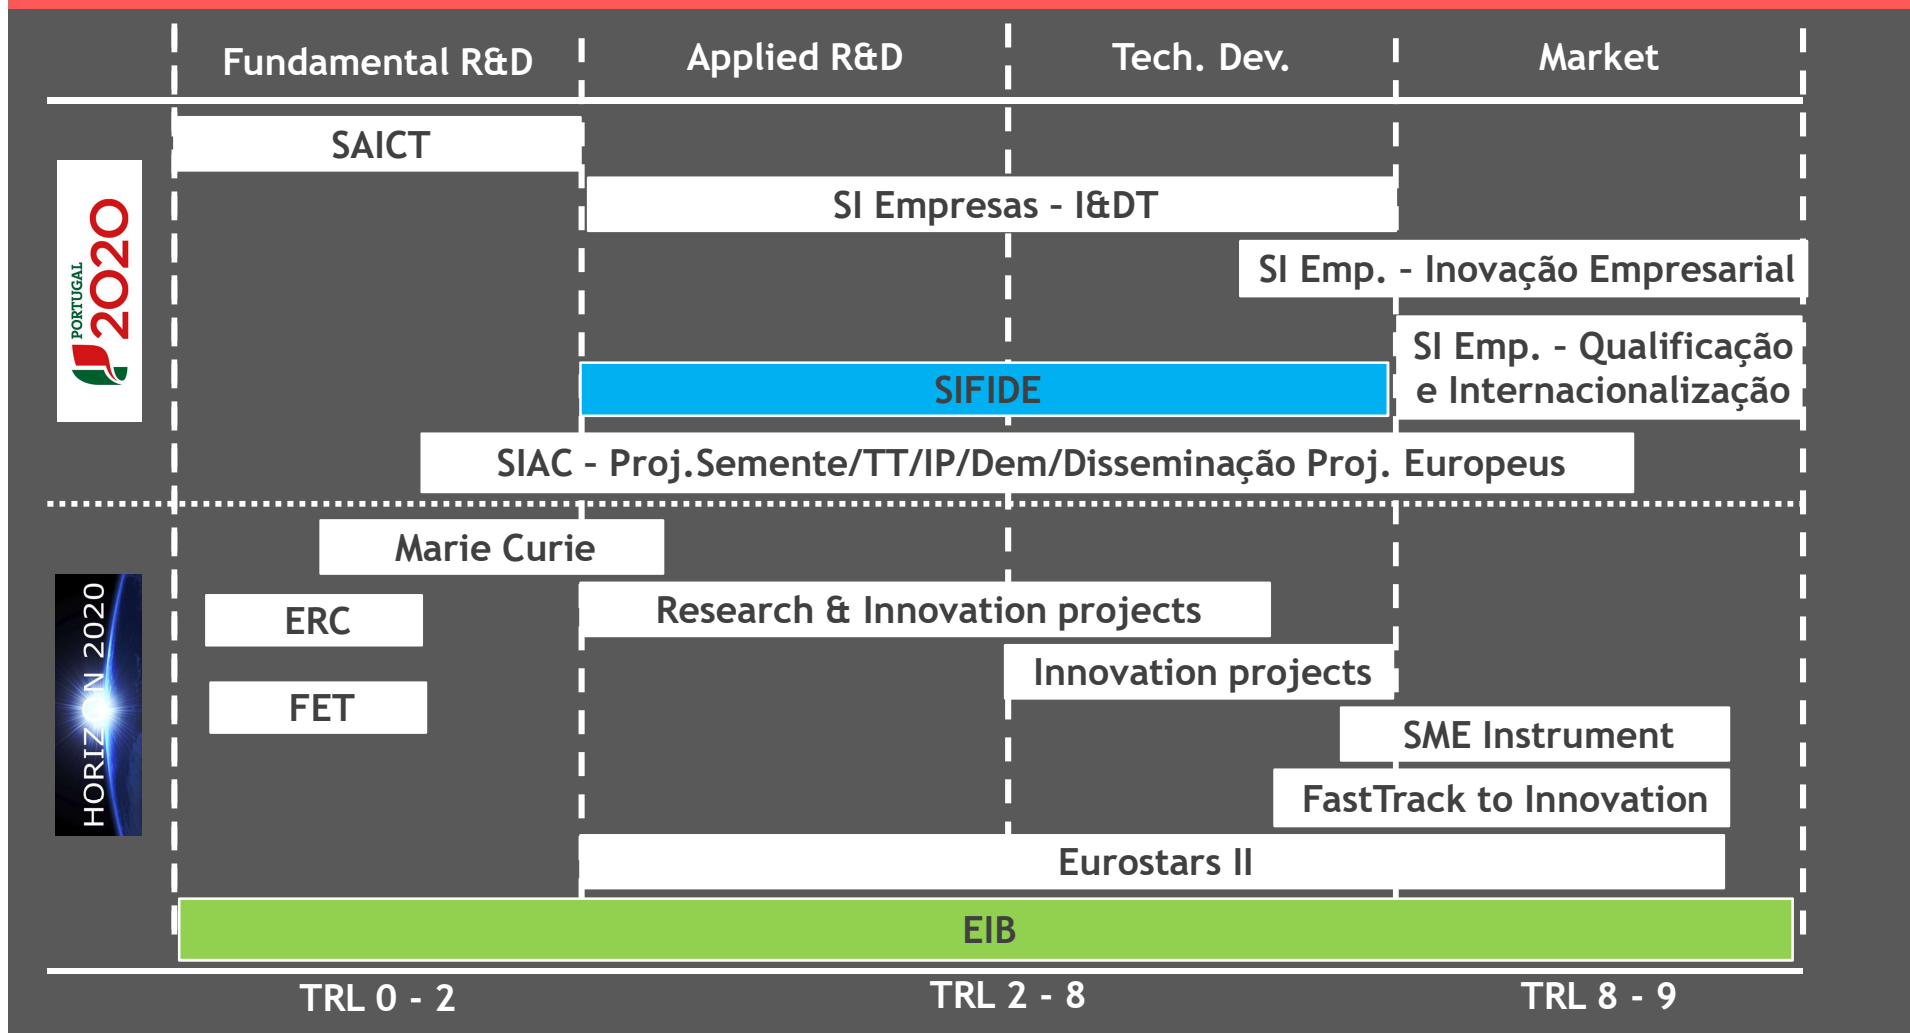 Fundamental R&D
Applied R&D
Tech. Dev.
Market
PORTUGAL
2020
SAICT
SI Empresas – I&DT
SI Emp. – Inovação Empresarial
SI Emp. – Qualificação
e Internacionalização
SIFIDE
SIAC – Proj.Semente/TT/IP/Dem/Disseminação Proj. Europeus
HORIZON 2020
Marie Curie
ERC
Research & Innovation projects
Innovation projects
FET
SME Instrument
FastTrack to Innovation
Eurostars II
EIB
TRL 0 - 2
TRL 2 - 8
TRL 8 - 9